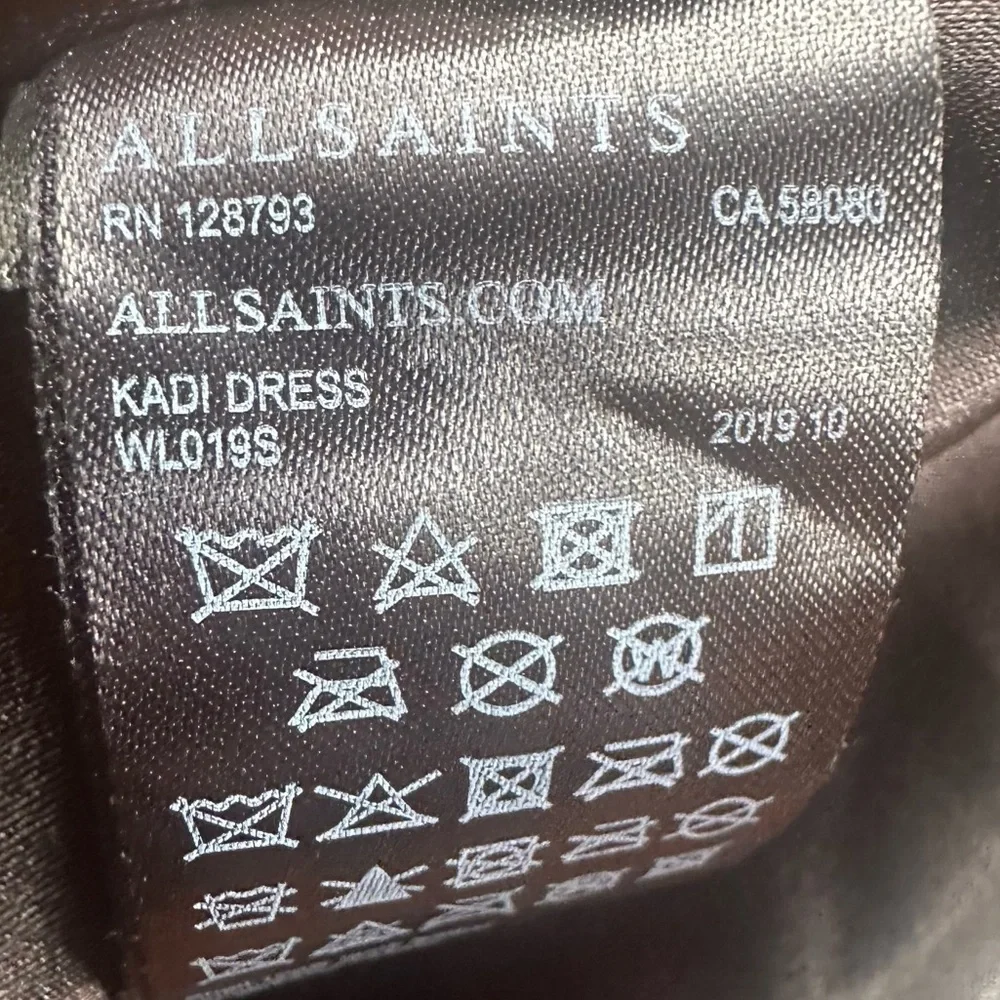 ALLSAINTS
RN 128793 CA 58080
ALLSAINTS.COM
KADI DRESS
WL019S 2019 10
W